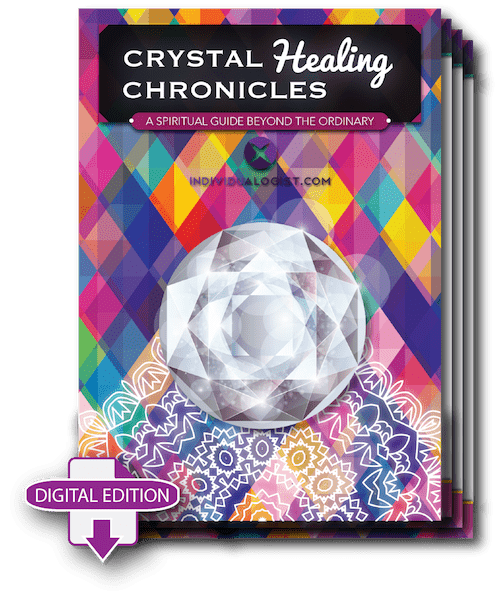 CRYSTAL Healing
CHRONICLES
A SPIRITUAL GUIDE BEYOND THE ORDINARY
INDIVIDUALOGIST.COM
DIGITAL EDITION